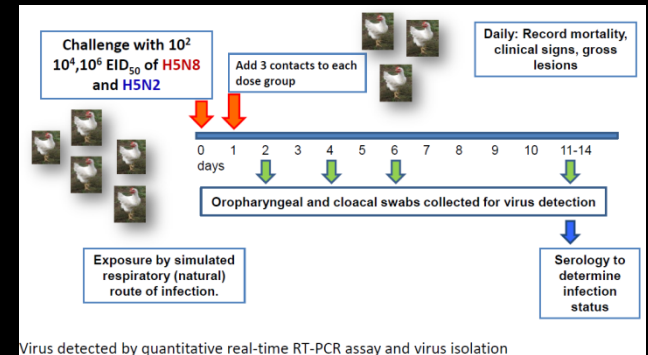 Challenge with 10²
10⁴,10⁶ EID₅₀ of H5N8
and H5N2
Add 3 contacts to each
dose group
Daily: Record mortality,
clinical signs, gross
lesions
0 1 2 3 4 5 6 7 8 9 10 11-14
days
Oropharyngeal and cloacal swabs collected for virus detection
Exposure by simulated
respiratory (natural)
route of infection.
Serology to
determine
infection
status
Virus detected by quantitative real-time RT-PCR assay and virus isolation